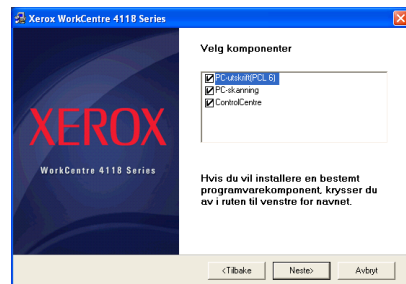 Xerox WorkCentre 4118 Series
Velg komponenter
PC-utskrift(PCL 6)
PC-skanning
ControlCentre
XEROX
WorkCentre 4118 Series
Hvis du vil installere en bestemt
programvarekomponent, krysser du
av i ruten til venstre for navnet.
<Tilbake
Neste>
Avbryt